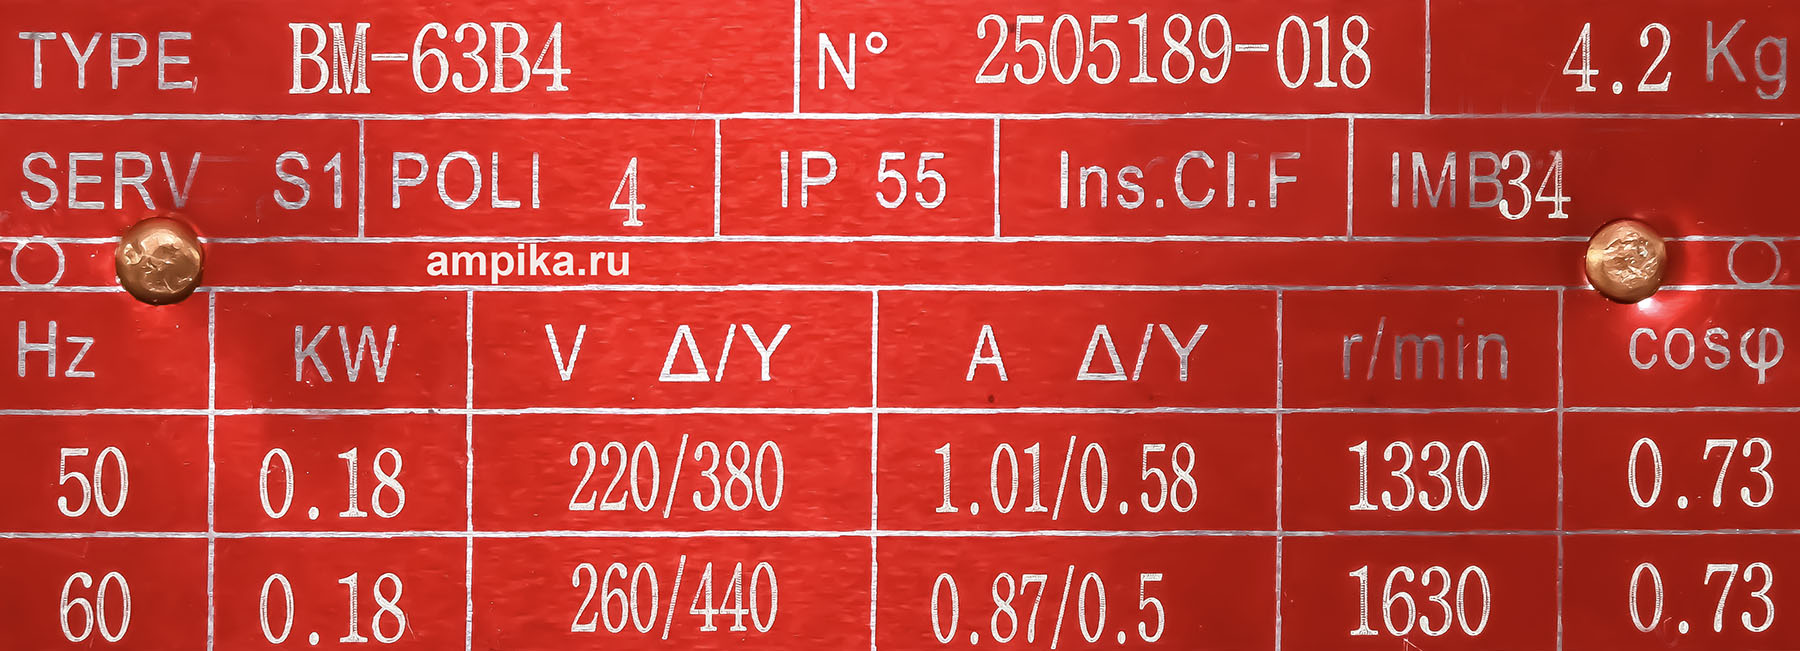 TYPE BM-63B4 N° 2505189-018 4.2 Kg
SERV S1 POLI 4 IP 55 Ins.Cl.F IMB34
ampika.ru
Hz KW V Δ/Y A Δ/Y r/min cosφ
50 0.18 220/380 1.01/0.58 1330 0.73
60 0.18 260/440 0.87/0.5 1630 0.73